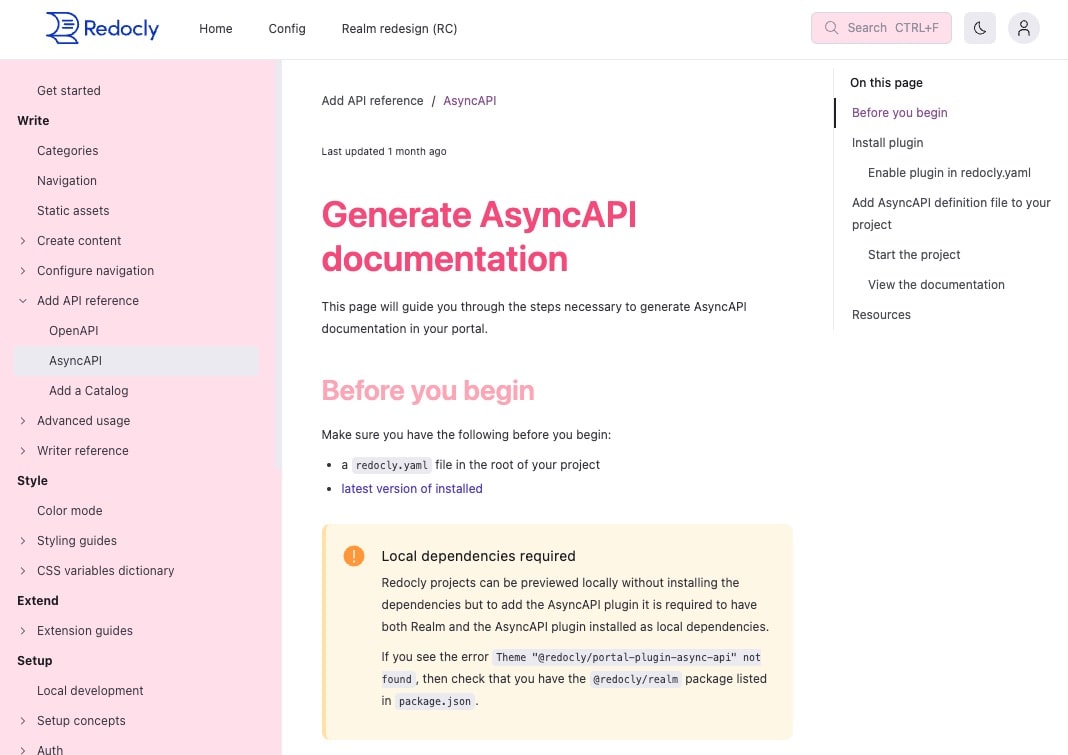 Redocly
Home
Config
Realm redesign (RC)
Search CTRL+F
Get started
Write
Categories
Navigation
Static assets
Create content
Configure navigation
Add API reference
OpenAPI
AsyncAPI
Add a Catalog
Advanced usage
Writer reference
Style
Color mode
Styling guides
CSS variables dictionary
Extend
Extension guides
Setup
Local development
Setup concepts
Auth
Add API reference / AsyncAPI
Last updated 1 month ago
Generate AsyncAPI
documentation
This page will guide you through the steps necessary to generate AsyncAPI
documentation in your portal.
Before you begin
Make sure you have the following before you begin:
• a redocly.yaml file in the root of your project
• latest version of installed
Local dependencies required
Redocly projects can be previewed locally without installing the
dependencies but to add the AsyncAPI plugin it is required to have
both Realm and the AsyncAPI plugin installed as local dependencies.
If you see the error Theme "@redocly/portal-plugin-async-api" not
found, then check that you have the @redocly/realm package listed
in package.json.
On this page
Before you begin
Install plugin
Enable plugin in redocly.yaml
Add AsyncAPI definition file to your
project
Start the project
View the documentation
Resources